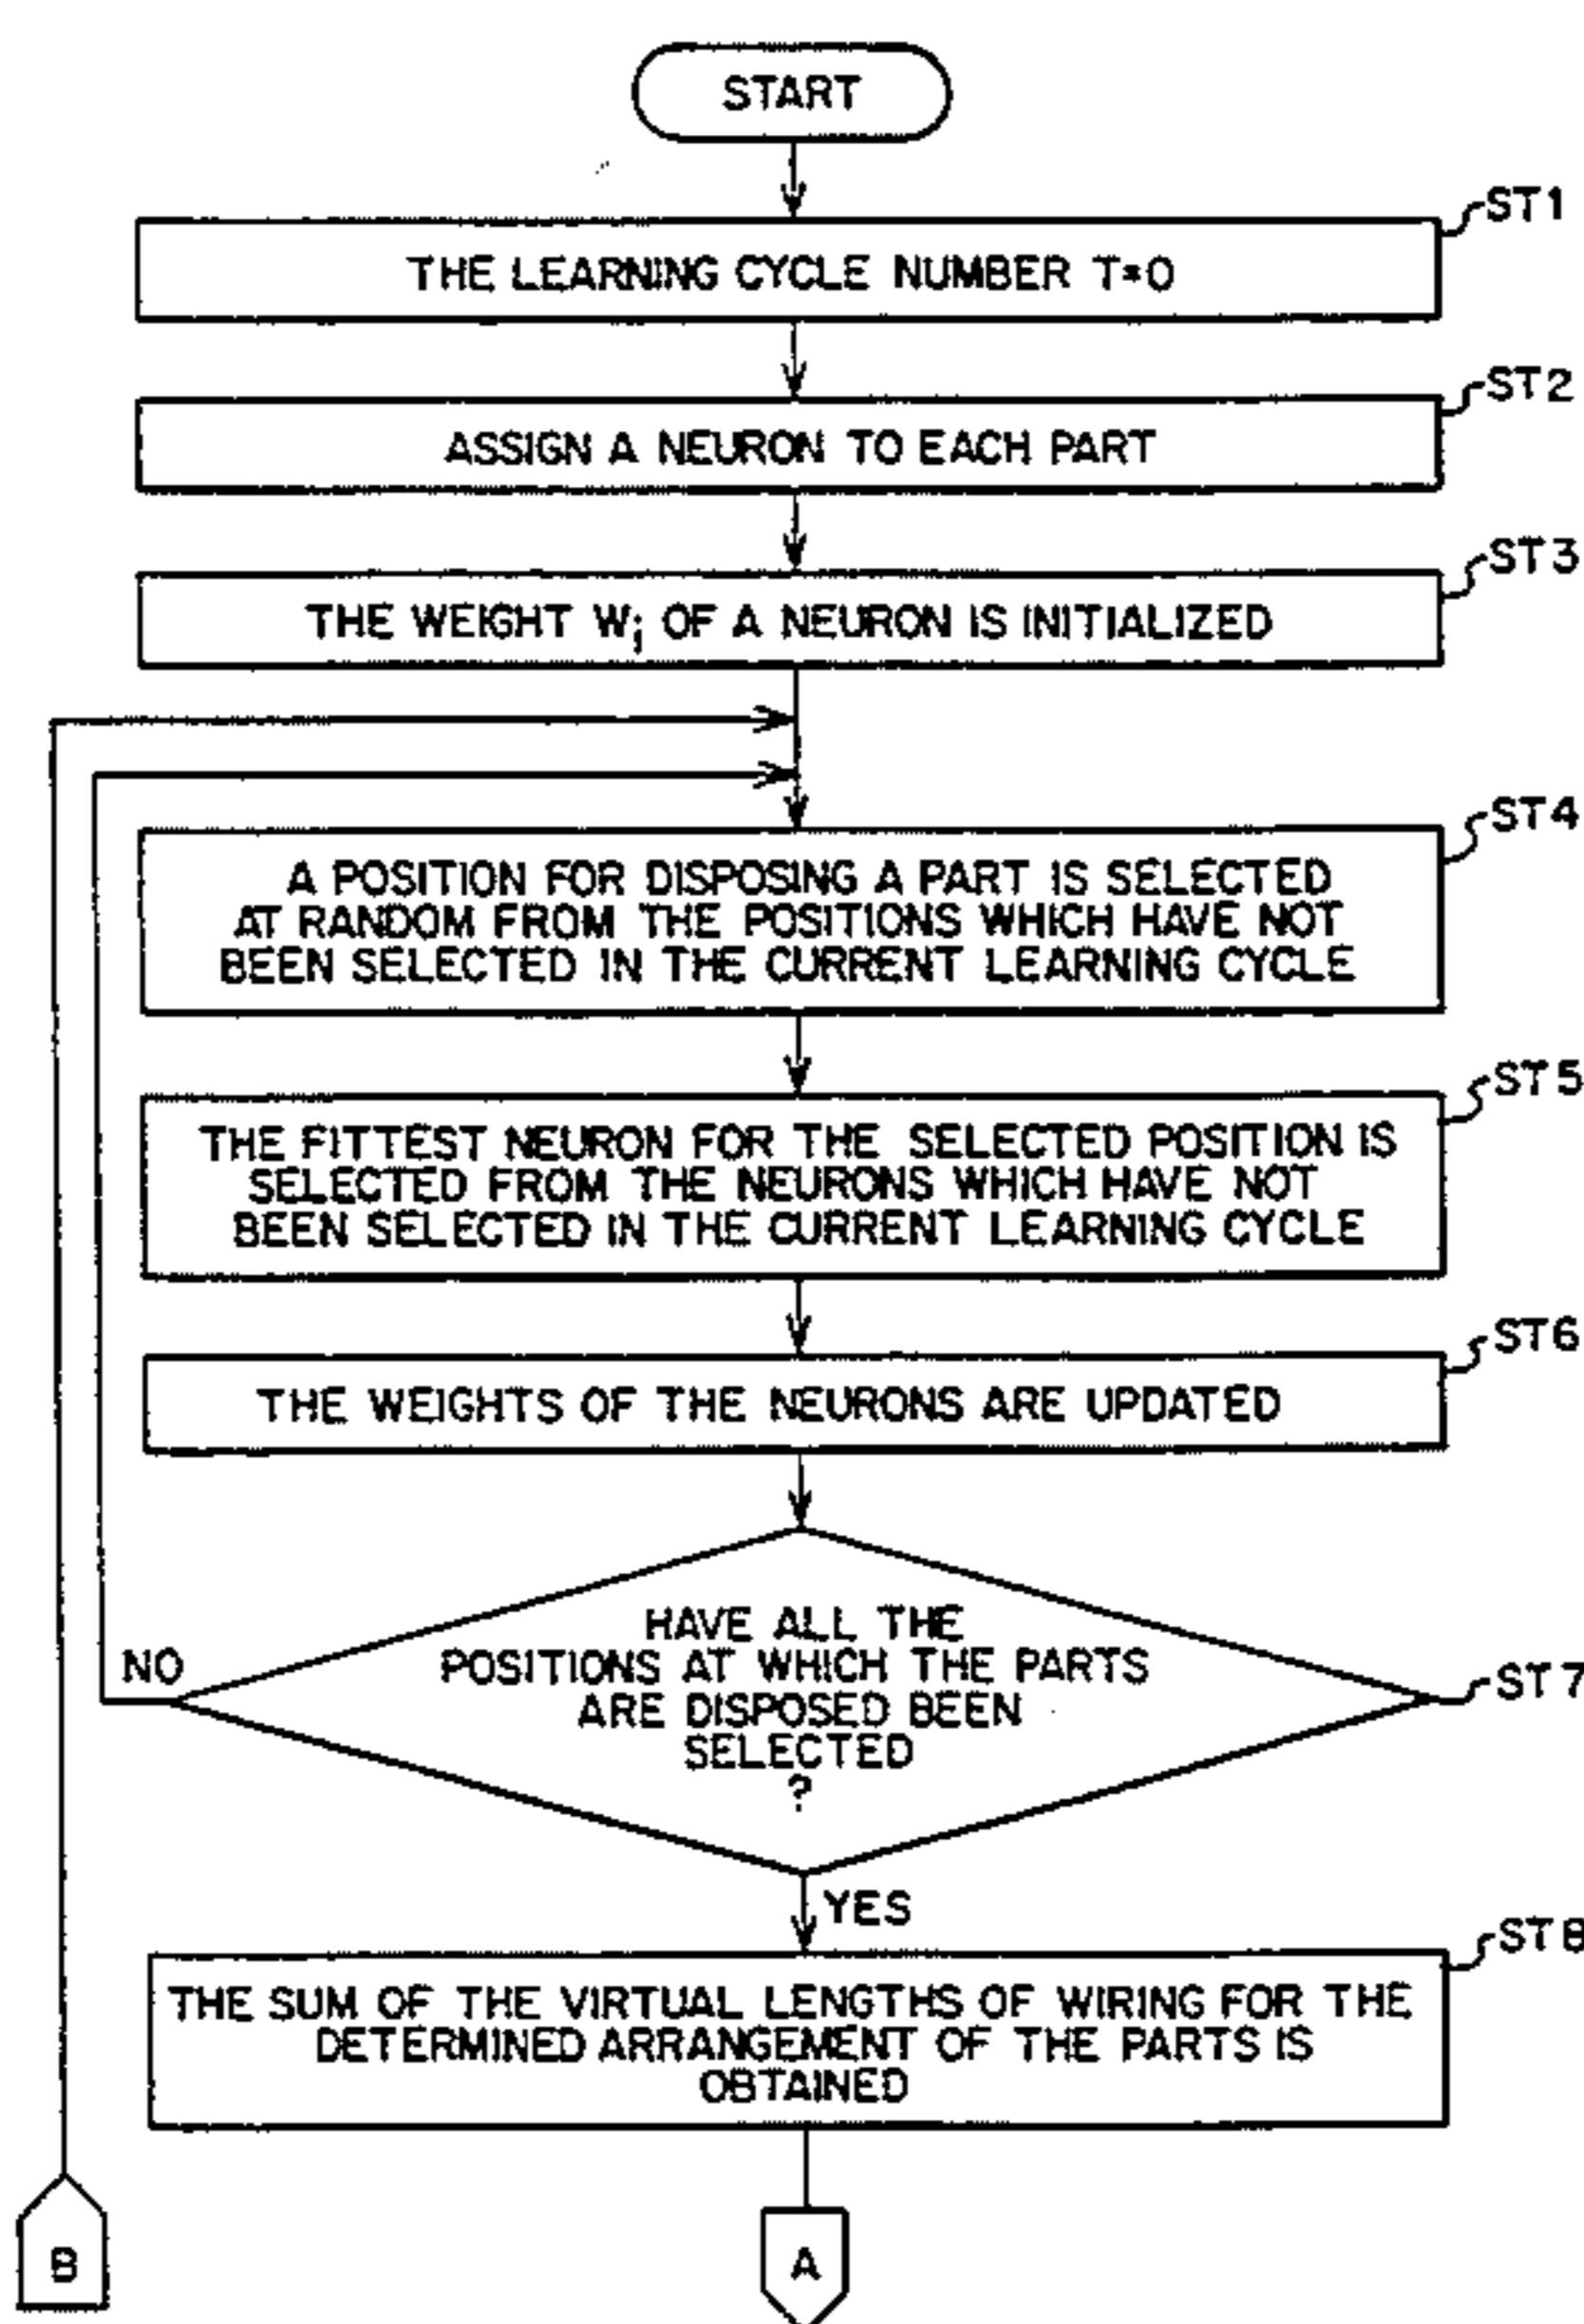 START
ST1
THE LEARNING CYCLE NUMBER T=0
ST2
ASSIGN A NEURON TO EACH PART
ST3
THE WEIGHT Wi OF A NEURON IS INITIALIZED
ST4
A POSITION FOR DISPOSING A PART IS SELECTED
AT RANDOM FROM THE POSITIONS WHICH HAVE NOT
BEEN SELECTED IN THE CURRENT LEARNING CYCLE
ST5
THE FITTEST NEURON FOR THE SELECTED POSITION IS
SELECTED FROM THE NEURONS WHICH HAVE NOT
BEEN SELECTED IN THE CURRENT LEARNING CYCLE
ST6
THE WEIGHTS OF THE NEURONS ARE UPDATED
HAVE ALL THE
POSITIONS AT WHICH THE PARTS
ARE DISPOSED BEEN
SELECTED
?
NO
ST7
YES
ST8
THE SUM OF THE VIRTUAL LENGTHS OF WIRING FOR THE
DETERMINED ARRANGEMENT OF THE PARTS IS
OBTAINED
B
A